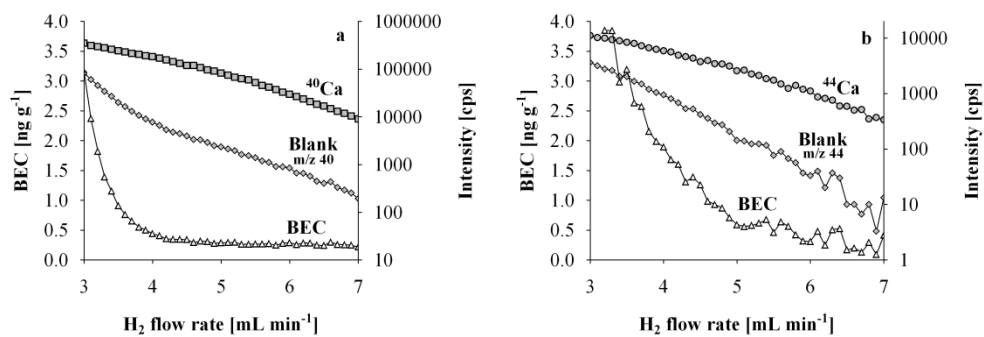 a
BEC [ng g⁻¹]
4.0
3.5
3.0
2.5
2.0
1.5
1.0
0.5
0.0
⁴⁰Ca
Blank
m/z 40
BEC
1000000
100000
10000
1000
100
10
Intensity [cps]
3 4 5 6 7
H₂ flow rate [mL min⁻¹]
b
BEC [ng g⁻¹]
4.0
3.5
3.0
2.5
2.0
1.5
1.0
0.5
0.0
⁴⁴Ca
Blank
m/z 44
BEC
10000
1000
100
10
1
Intensity [cps]
3 4 5 6 7
H₂ flow rate [mL min⁻¹]